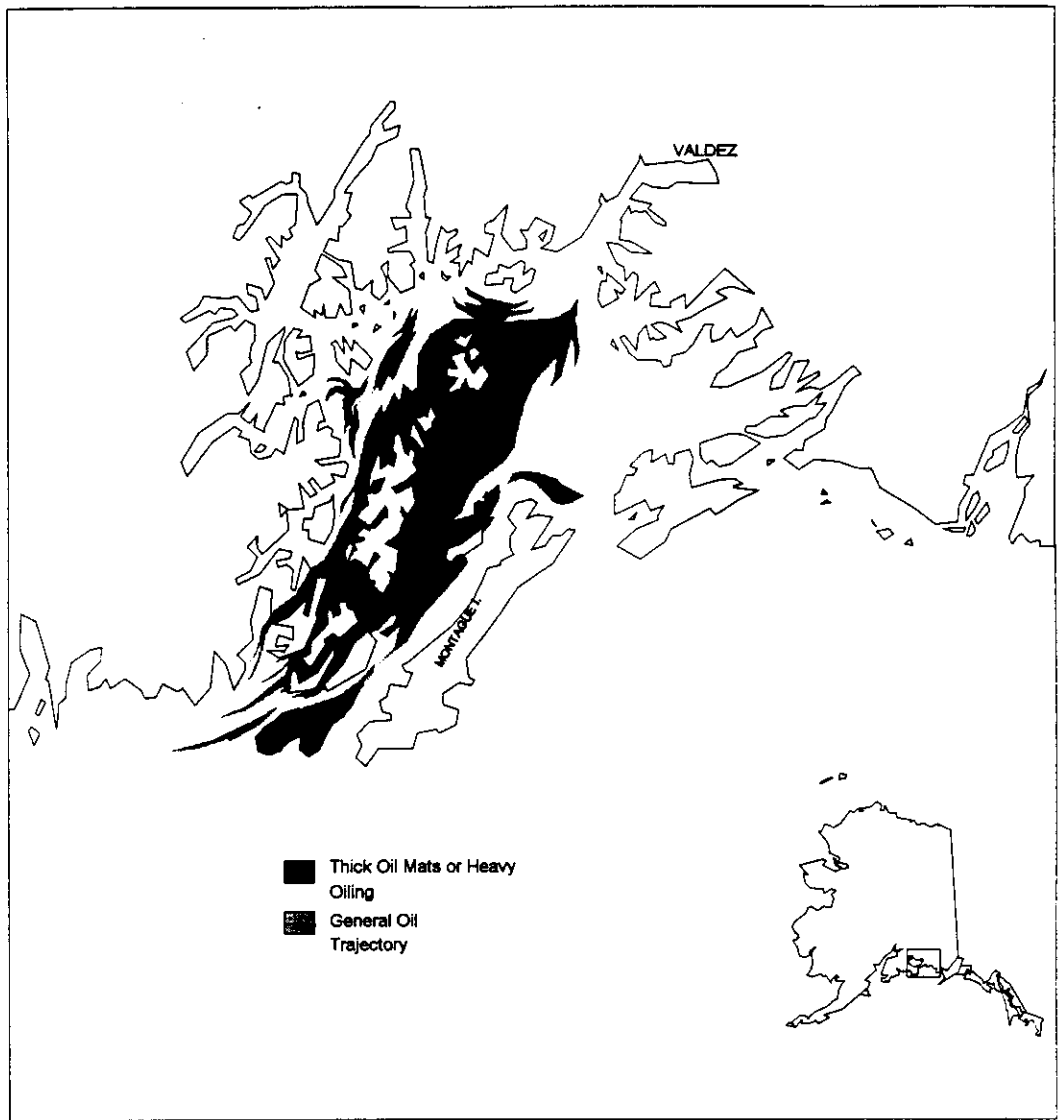 VALDEZ
MONTAGUE I.
Thick Oil Mats or Heavy
Oiling
General Oil
Trajectory